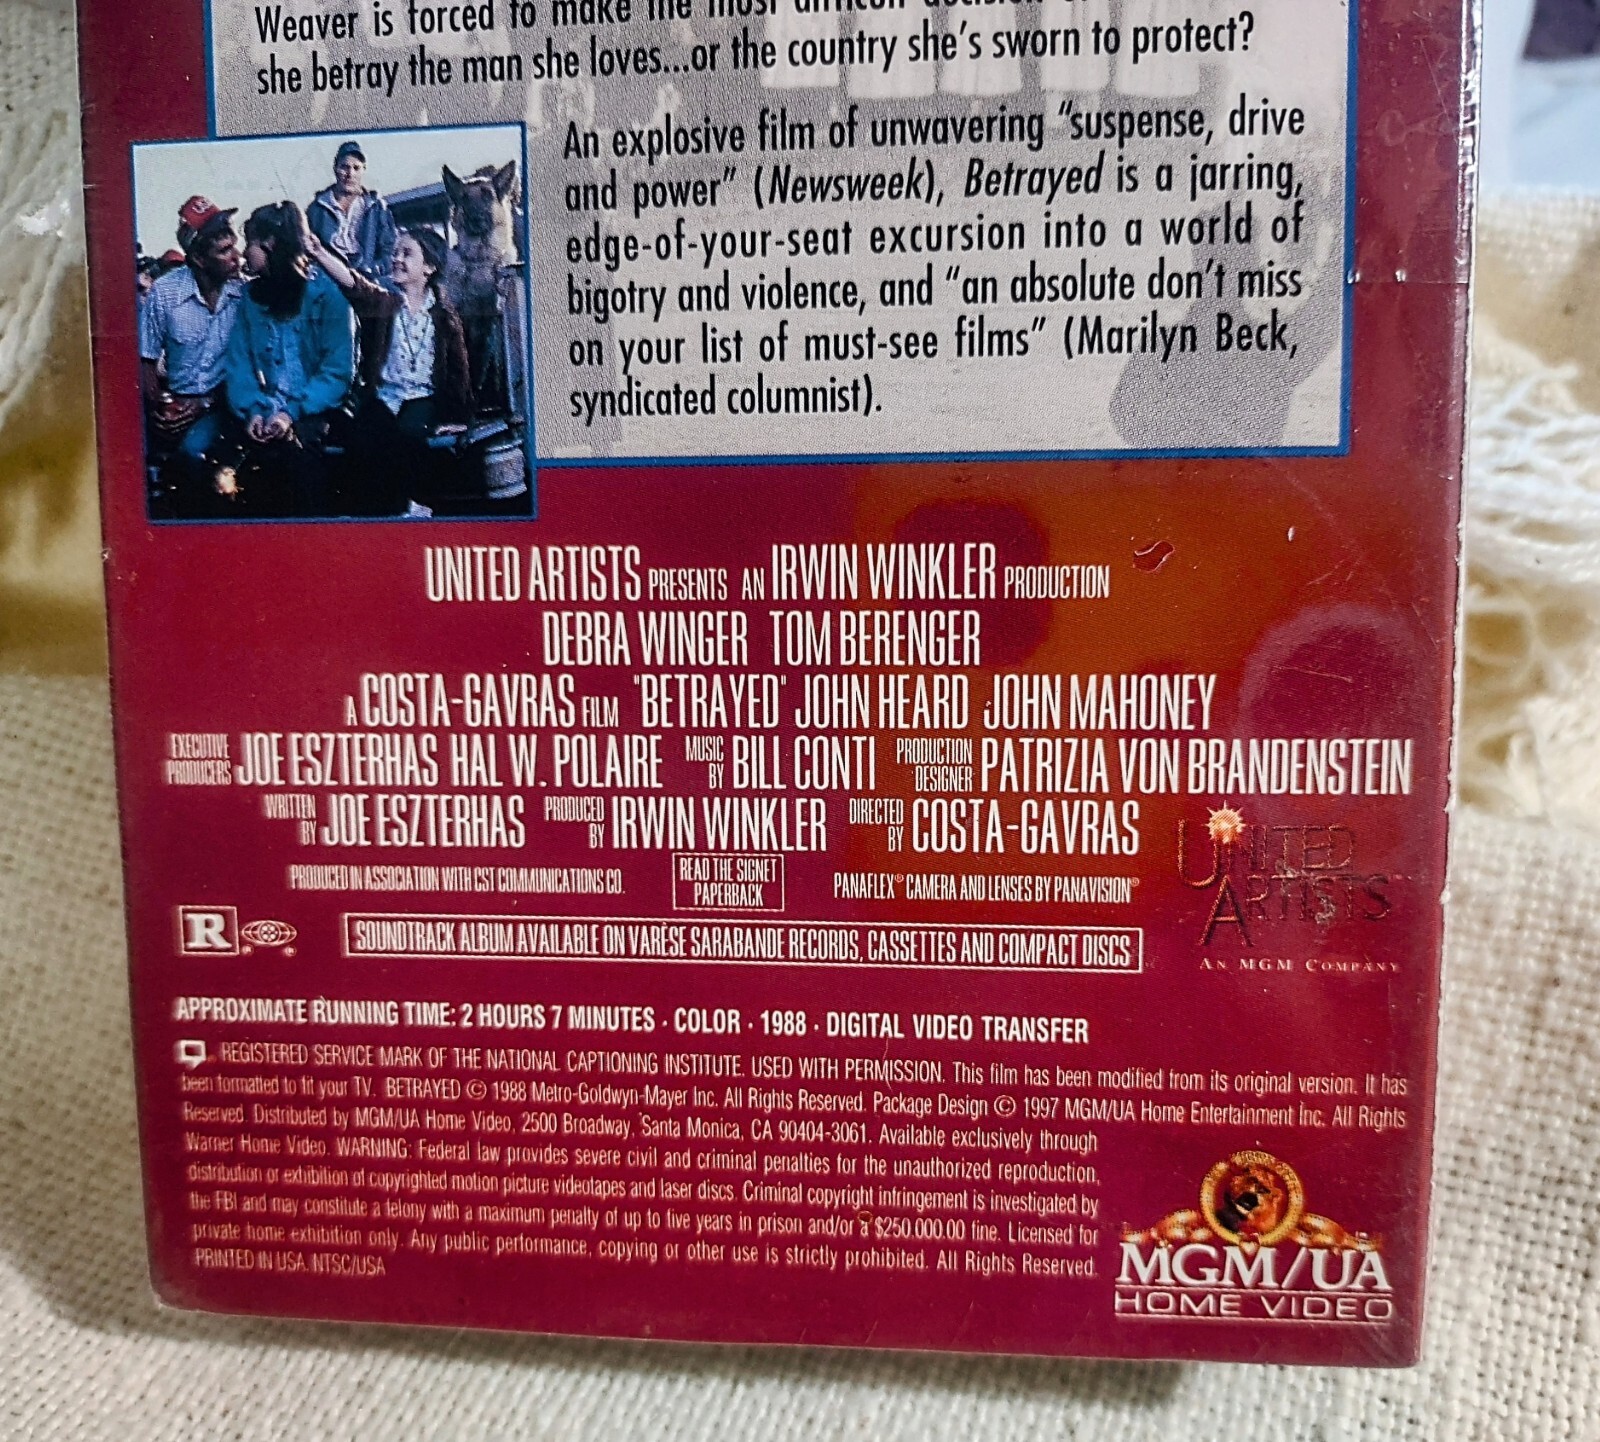 Weaver is forced to make the most difficult
she betray the man she loves...or the country she's sworn to protect?
An explosive film of unwavering "suspense, drive
and power" (Newsweek), Betrayed is a jarring,
edge-of-your-seat excursion into a world of
bigotry and violence, and "an absolute don't miss
on your list of must-see films" (Marilyn Beck,
syndicated columnist).
UNITED ARTISTS PRESENTS AN IRWIN WINKLER PRODUCTION
DEBRA WINGER TOM BERENGER
A COSTA-GAVRAS FILM "BETRAYED" JOHN HEARD JOHN MAHONEY
EXECUTIVE PRODUCERS JOE ESZTERHAS HAL W. POLAIRE MUSIC BY BILL CONTI PRODUCTION DESIGNER PATRIZIA VON BRANDENSTEIN
WRITTEN BY JOE ESZTERHAS PRODUCED BY IRWIN WINKLER DIRECTED BY COSTA-GAVRAS
UNITED
ARTISTS
AN MGM COMPANY
PRODUCED IN ASSOCIATION WITH CST COMMUNICATIONS CO.
READ THE SIGNET
PAPERBACK
PANAFLEX® CAMERA AND LENSES BY PANAVISION®
R
SOUNDTRACK ALBUM AVAILABLE ON VARÈSE SARABANDE RECORDS, CASSETTES AND COMPACT DISCS
APPROXIMATE RUNNING TIME: 2 HOURS 7 MINUTES · COLOR · 1988 · DIGITAL VIDEO TRANSFER
REGISTERED SERVICE MARK OF THE NATIONAL CAPTIONING INSTITUTE. USED WITH PERMISSION. This film has been modified from its original version. It has
been formatted to fit your TV. BETRAYED © 1988 Metro-Goldwyn-Mayer Inc. All Rights Reserved. Package Design © 1997 MGM/UA Home Entertainment Inc. All Rights
Reserved. Distributed by MGM/UA Home Video, 2500 Broadway, Santa Monica, CA 90404-3061. Available exclusively through
Warner Home Video. WARNING: Federal law provides severe civil and criminal penalties for the unauthorized reproduction,
distribution or exhibition of copyrighted motion picture videotapes and laser discs. Criminal copyright infringement is investigated by
the FBI and may constitute a felony with a maximum penalty of up to five years in prison and/or a $250.000.00 fine. Licensed for
private home exhibition only. Any public performance, copying or other use is strictly prohibited. All Rights Reserved.
PRINTED IN USA. NTSC/USA
MGM/UA
HOME VIDEO